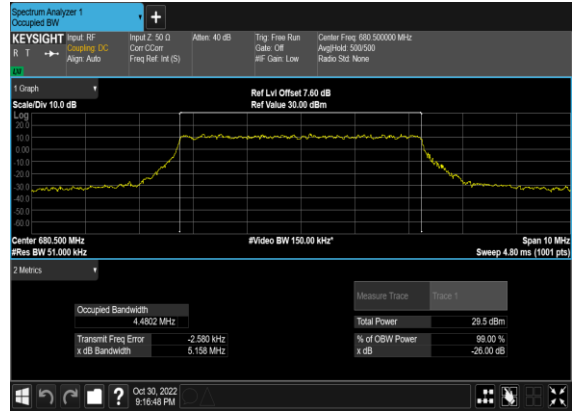 Spectrum Analyzer 1
Occupied BW
KEYSIGHT
R T
Input: RF
Coupling: DC
Align: Auto
Input Z: 50 Ω
Corr CCorr
Freq Ref: Int (S)
Atten: 40 dB
Trig: Free Run
Gate: Off
#IF Gain: Low
Center Freq: 680.500000 MHz
Avg|Hold: 500/500
Radio Std: None
1 Graph
Scale/Div 10.0 dB
Ref Lvl Offset 7.60 dB
Ref Value 30.00 dBm
Log
20.0
10.0
0.00
-10.0
-20.0
-30.0
-40.0
-50.0
-60.0
Center 680.500 MHz
#Res BW 51.000 kHz
#Video BW 150.00 kHz*
Span 10 MHz
Sweep 4.80 ms (1001 pts)
2 Metrics
Measure Trace
Trace 1
Occupied Bandwidth
4.4802 MHz
Total Power
29.5 dBm
Transmit Freq Error
-2.580 kHz
% of OBW Power
99.00 %
x dB Bandwidth
5.158 MHz
x dB
-26.00 dB
?
Oct 30, 2022
9:16:48 PM